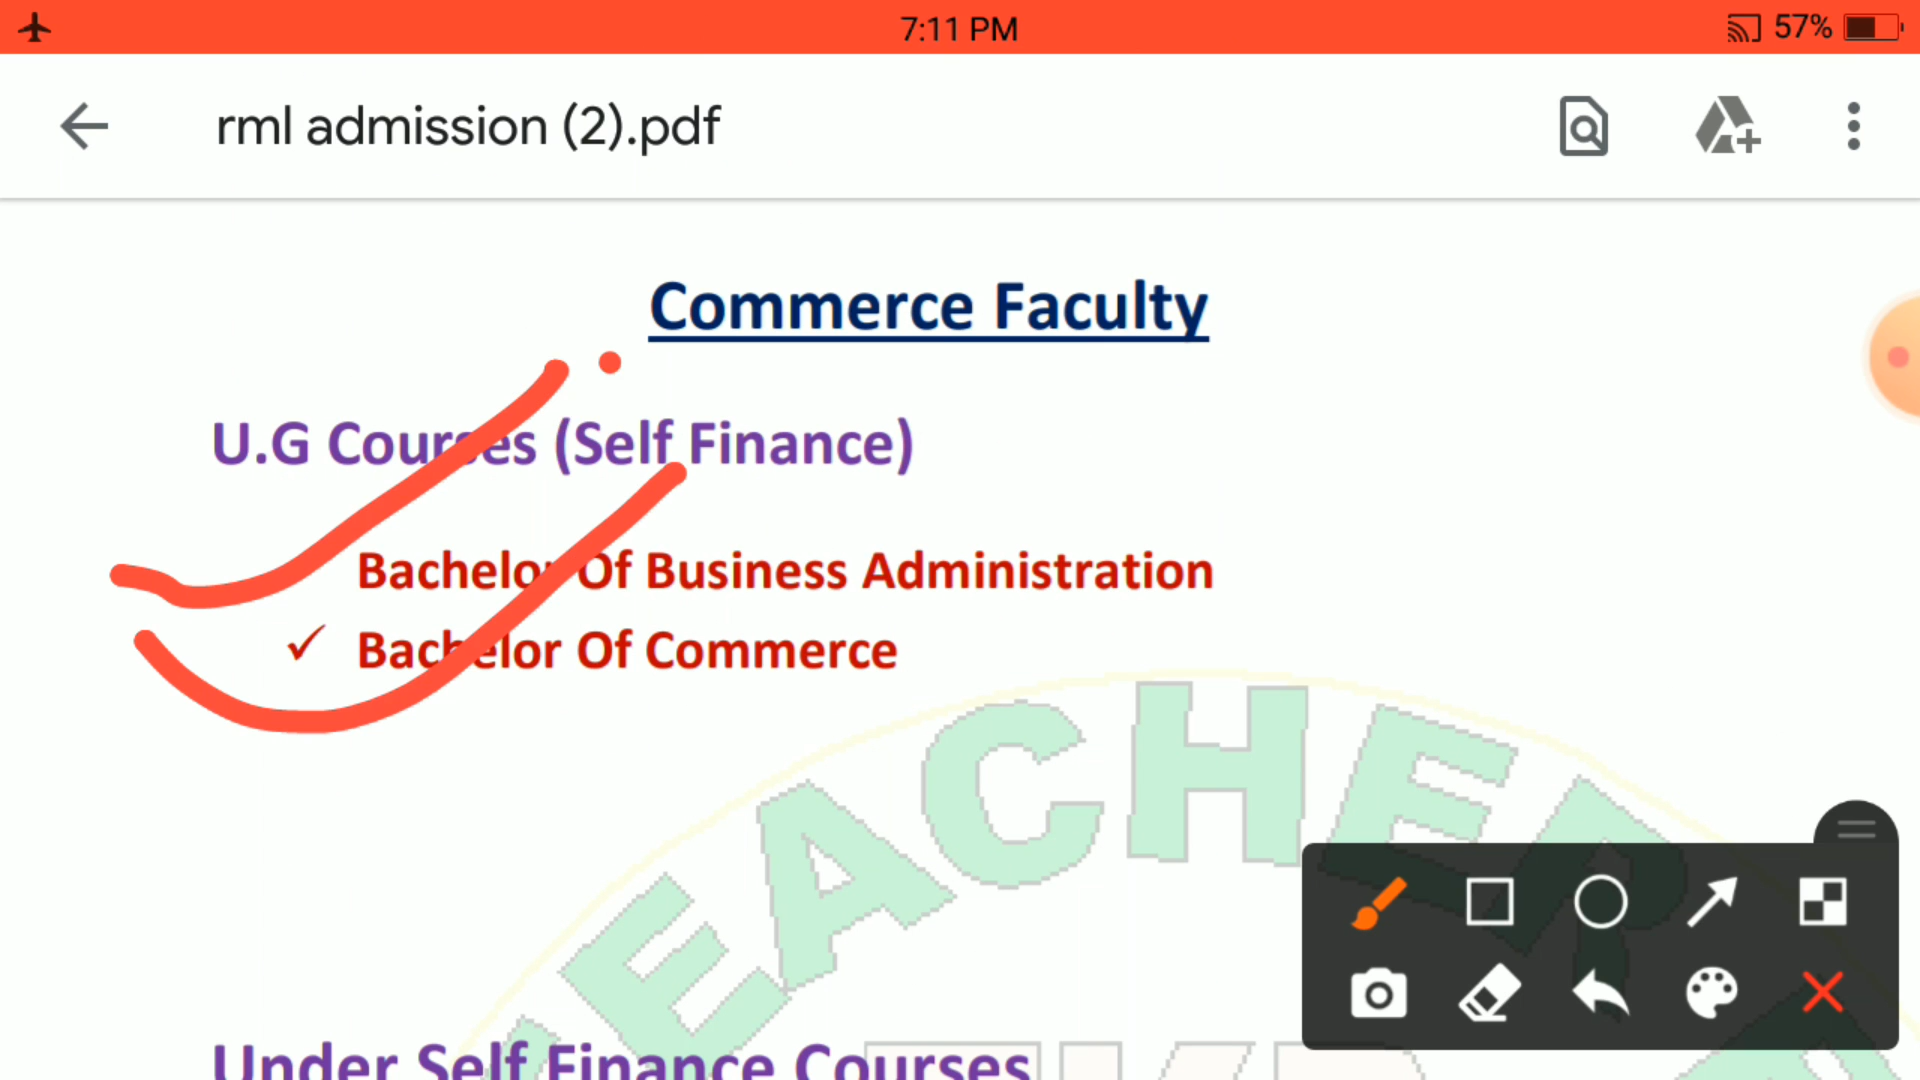 7:11 PM
57%
rml admission (2).pdf
Commerce Faculty
U.G Courses (Self Finance)
Bachelor Of Business Administration
✓ Bachelor Of Commerce
TEACHER
Under Self Finance Courses